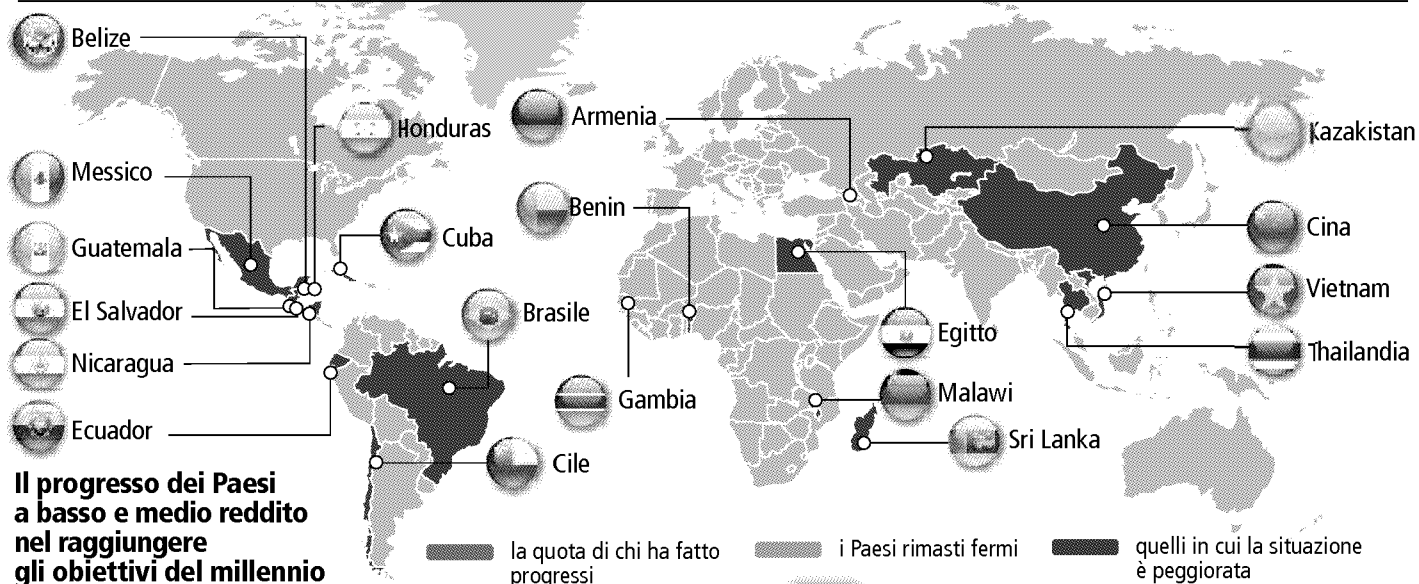 Belize
Honduras
Armenia
Kazakistan
Messico
Benin
Guatemala
Cuba
Cina
El Salvador
Brasile
Egitto
Vietnam
Nicaragua
Thailandia
Gambia
Malawi
Ecuador
Cile
Sri Lanka
Il progresso dei Paesi
a basso e medio reddito
nel raggiungere
gli obiettivi del millennio
la quota di chi ha fatto
progressi
i Paesi rimasti fermi
quelli in cui la situazione
è peggiorata